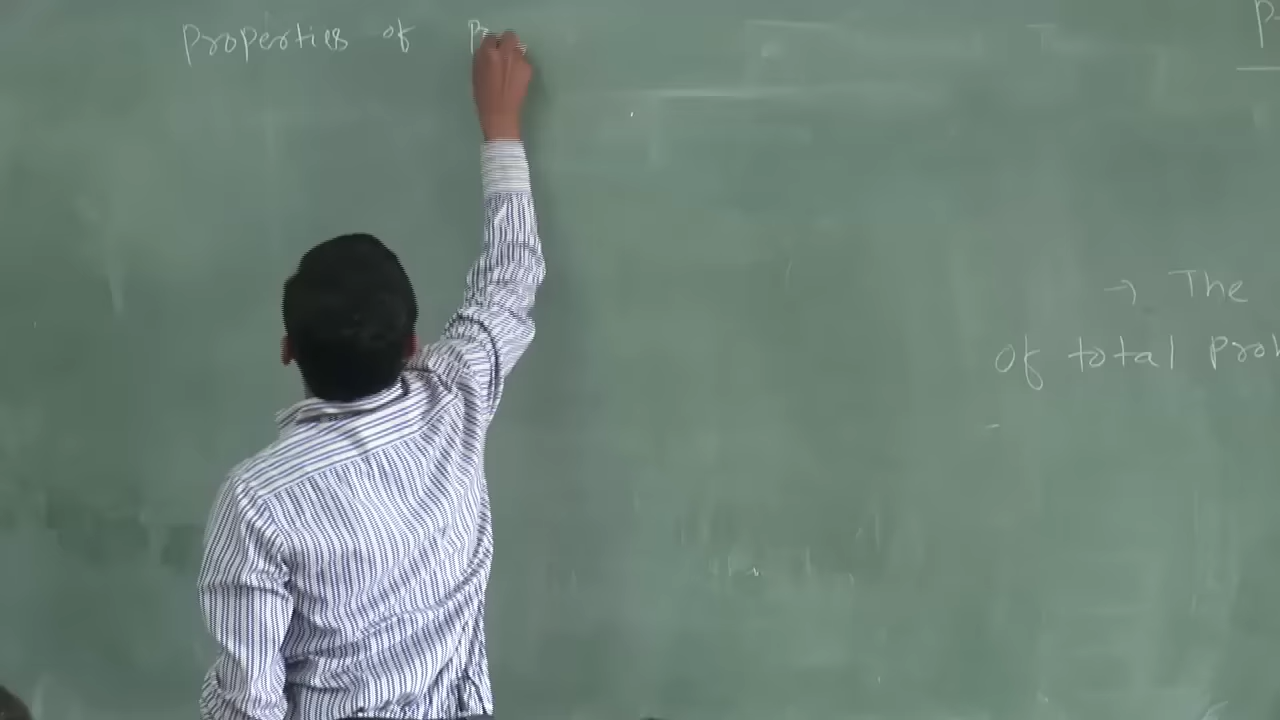 Properties of
→ The
of total